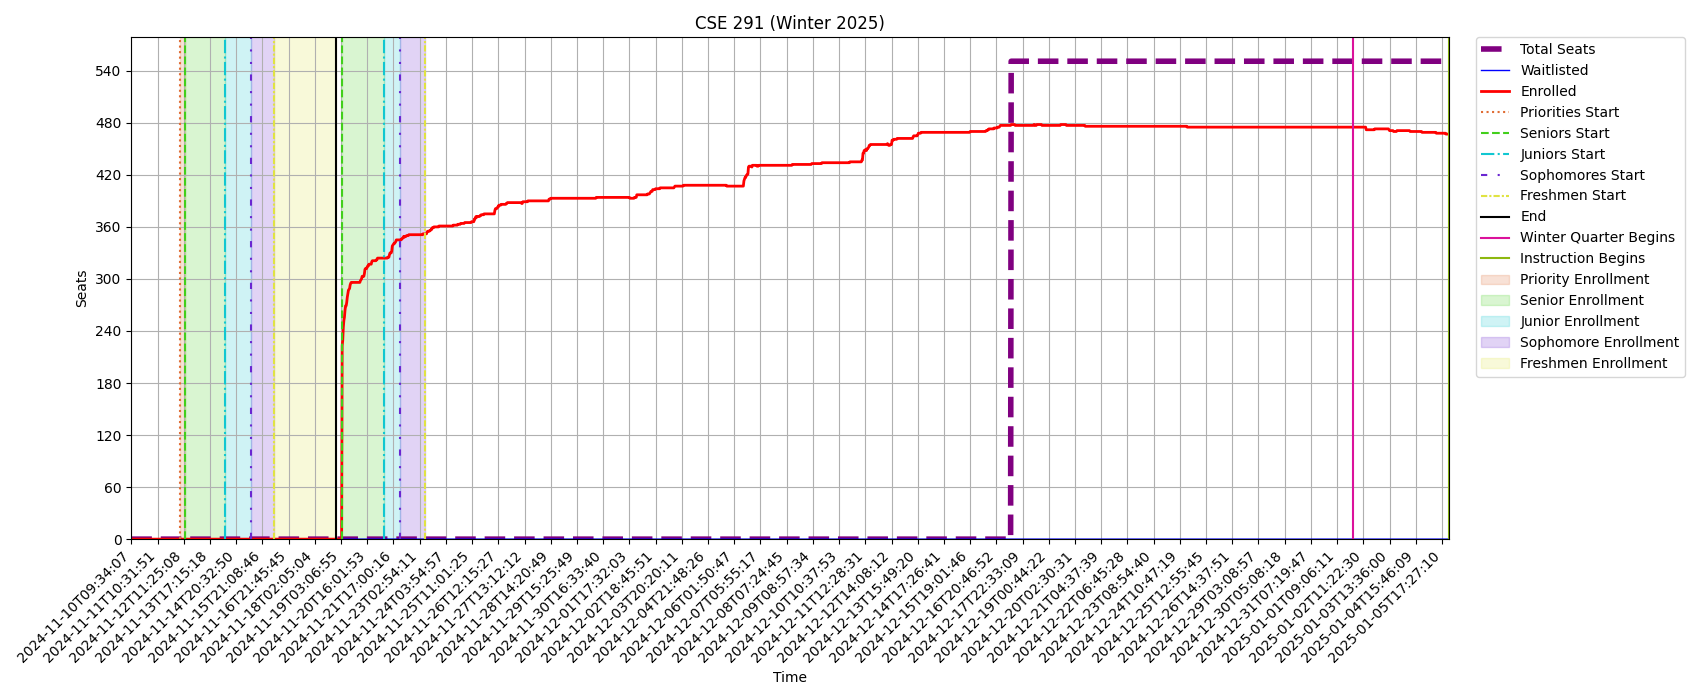 CSE 291 (Winter 2025)
Seats
540
480
420
360
300
240
180
120
60
0
2024-11-10T09:34:07
2024-11-11T10:31:51
2024-11-12T11:25:08
2024-11-13T17:15:18
2024-11-14T20:32:50
2024-11-15T21:08:46
2024-11-16T21:45:45
2024-11-18T02:05:04
2024-11-19T03:06:55
2024-11-20T16:01:53
2024-11-21T17:00:16
2024-11-23T02:54:11
2024-11-24T03:54:57
2024-11-25T11:01:25
2024-11-26T12:15:27
2024-11-27T13:12:12
2024-11-28T14:20:49
2024-11-29T15:25:49
2024-11-30T16:33:40
2024-12-01T17:32:03
2024-12-02T18:45:51
2024-12-03T20:20:11
2024-12-04T21:48:26
2024-12-06T01:50:47
2024-12-07T05:55:17
2024-12-08T07:24:45
2024-12-09T08:57:34
2024-12-10T10:37:53
2024-12-11T12:28:31
2024-12-12T14:08:12
2024-12-13T15:49:20
2024-12-14T17:26:41
2024-12-15T19:01:46
2024-12-16T20:46:52
2024-12-17T22:33:09
2024-12-19T00:44:22
2024-12-20T02:30:31
2024-12-21T04:37:39
2024-12-22T06:45:28
2024-12-23T08:54:40
2024-12-24T10:47:19
2024-12-25T12:55:45
2024-12-26T14:37:51
2024-12-29T03:08:57
2024-12-30T05:08:18
2024-12-31T07:19:47
2025-01-01T09:06:11
2025-01-02T11:22:30
2025-01-03T13:36:00
2025-01-04T15:46:09
2025-01-05T17:27:10
Time
Total Seats
Waitlisted
Enrolled
Priorities Start
Seniors Start
Juniors Start
Sophomores Start
Freshmen Start
End
Winter Quarter Begins
Instruction Begins
Priority Enrollment
Senior Enrollment
Junior Enrollment
Sophomore Enrollment
Freshmen Enrollment